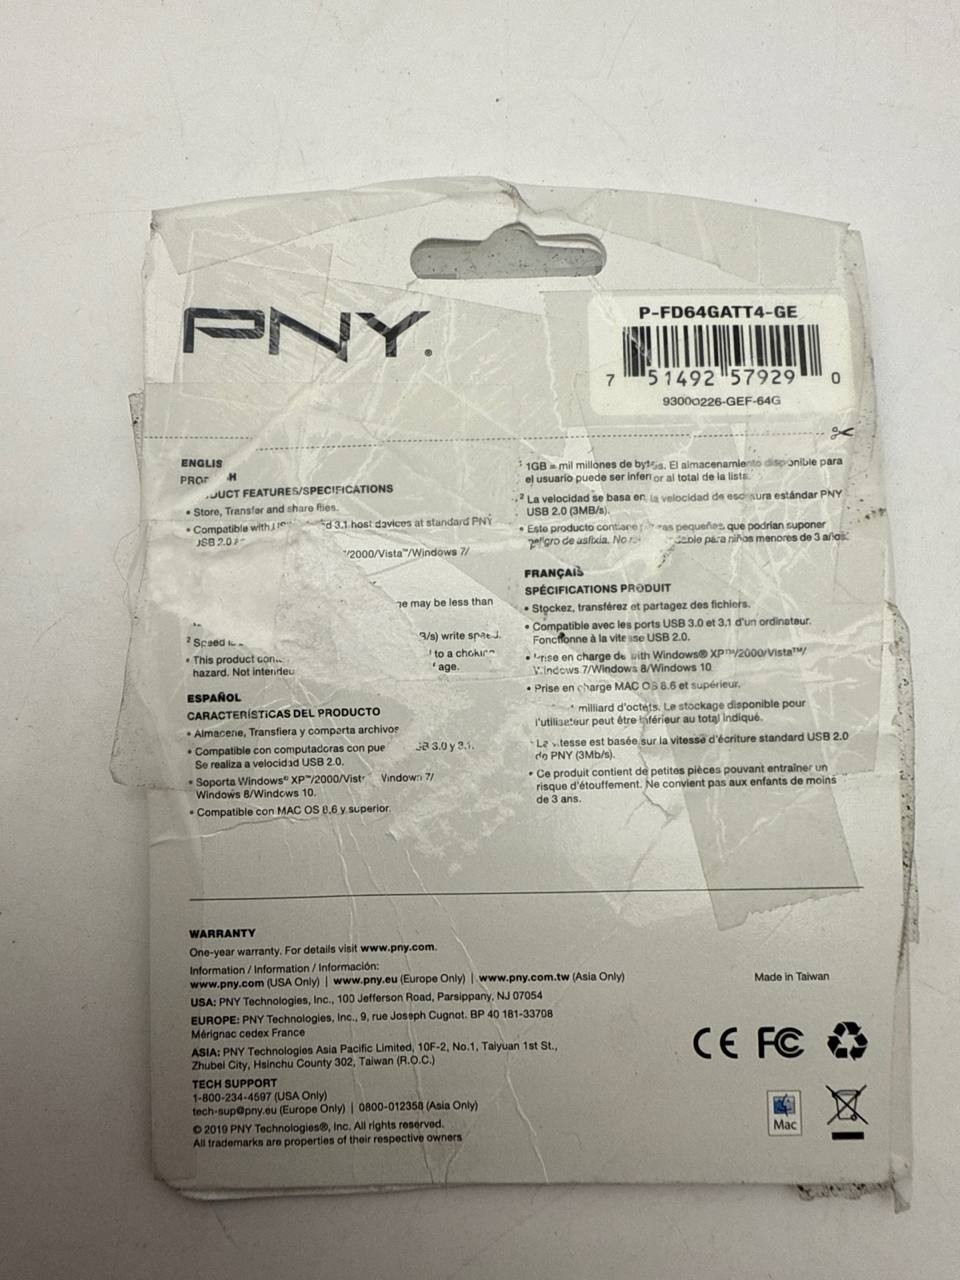 PNY®
P-FD64GATT4-GE
7 51492 57929 0
93000226-GEF-64G
ENGLIS H
PRO DUCT FEATURES/SPECIFICATIONS
• Store, Transfer and share files.
• Compatible with 3.1 host devices at standard PNY
USB 2.0
/2000/Vista™/Windows 7/
may be less than
² Speed write speed.
• This product to a choking
hazard. Not age.
ESPAÑOL
CARACTERÍSTICAS DEL PRODUCTO
• Almacene, Transfiera y comparta archivos
• Compatible con computadoras con 3.0 y 3.1.
Se realiza a velocidad USB 2.0.
• Soporta Windows® XP™/2000/Vist Windows 7/
Windows 8/Windows 10.
• Compatible con MAC OS 8.6 y superior.
¹ 1GB = mil millones de bytes. El almacenamiento disponible para
el usuario puede ser inferior al total de la lista.
² La velocidad se basa en la velocidad de escritura estándar PNY
USB 2.0 (3MB/s).
• Este producto contiene pequeñas que podrían suponer
peligro de asfixia. No para niños menores de 3 años.
FRANÇAIS
SPÉCIFICATIONS PRODUIT
• Stockez, transférez et partagez des fichiers.
• Compatible avec les ports USB 3.0 et 3.1 d'un ordinateur.
Fonctionne à la vitesse USB 2.0.
• Prise en charge de with Windows® XP™/2000/Vista™/
Windows 7/Windows 8/Windows 10
• Prise en charge MAC OS 8.6 et supérieur.
milliard d'octets. Le stockage disponible pour
l'utilisateur peut être inférieur au total indiqué.
La vitesse est basée sur la vitesse d'écriture standard USB 2.0
de PNY (3Mb/s).
• Ce produit contient de petites pièces pouvant entraîner un
risque d'étouffement. Ne convient pas aux enfants de moins
de 3 ans.
WARRANTY
One-year warranty. For details visit www.pny.com.
Information / Information / Información:
www.pny.com (USA Only) | www.pny.eu (Europe Only) | www.pny.com.tw (Asia Only)
USA: PNY Technologies, Inc., 100 Jefferson Road, Parsippany, NJ 07054
EUROPE: PNY Technologies, Inc., 9, rue Joseph Cugnot. BP 40 181-33708
Mérignac cedex France
ASIA: PNY Technologies Asia Pacific Limited, 10F-2, No.1, Taiyuan 1st St.,
Zhubei City, Hsinchu County 302, Taiwan (R.O.C.)
TECH SUPPORT
1-800-234-4597 (USA Only)
tech-sup@pny.eu (Europe Only) | 0800-012358 (Asia Only)
© 2019 PNY Technologies®, Inc. All rights reserved.
All trademarks are properties of their respective owners
Made in Taiwan
CE FC
Mac